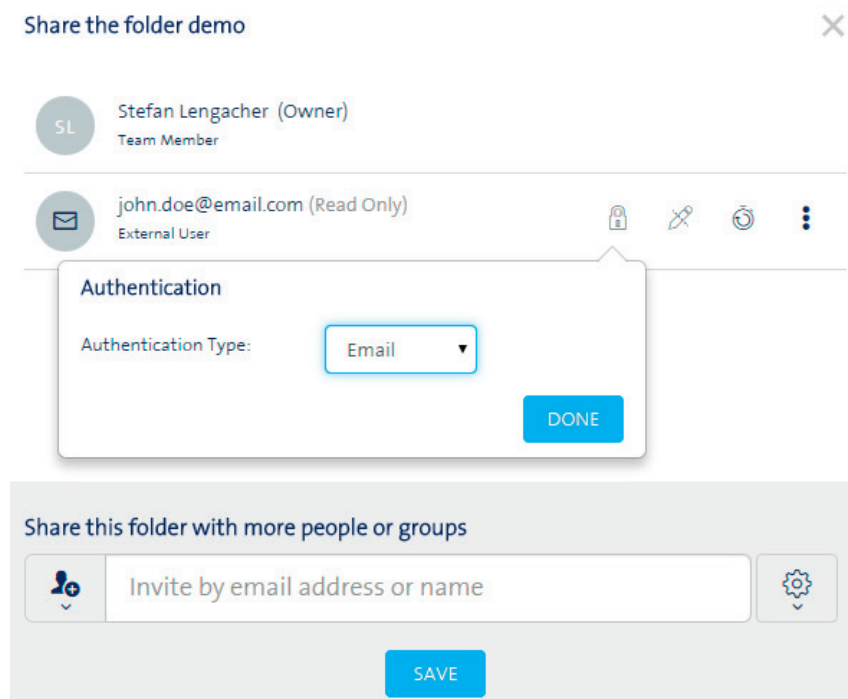 Share the folder demo
SL
Stefan Lengacher (Owner)
Team Member
john.doe@email.com (Read Only)
External User
Authentication
Authentication Type:
Email
DONE
Share this folder with more people or groups
Invite by email address or name
SAVE